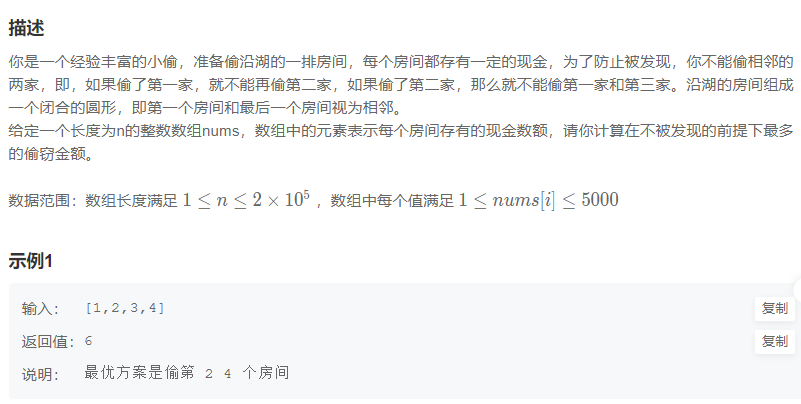 描述
你是一个经验丰富的小偷，准备偷沿湖的一排房间，每个房间都存有一定的现金，为了防止被发现，你不能偷相邻的
两家，即，如果偷了第一家，就不能再偷第二家，如果偷了第二家，那么就不能偷第一家和第三家。沿湖的房间组成
一个闭合的圆形，即第一个房间和最后一个房间视为相邻。
给定一个长度为n的整数数组nums，数组中的元素表示每个房间存有的现金数额，请你计算在不被发现的前提下最多
的偷窃金额。
数据范围：数组长度满足 1 ≤ n ≤ 2 × 10⁵ ，数组中每个值满足 1 ≤ nums[i] ≤ 5000
示例1
输入： [1,2,3,4] 复制
返回值：6 复制
说明： 最优方案是偷第 2 4 个房间